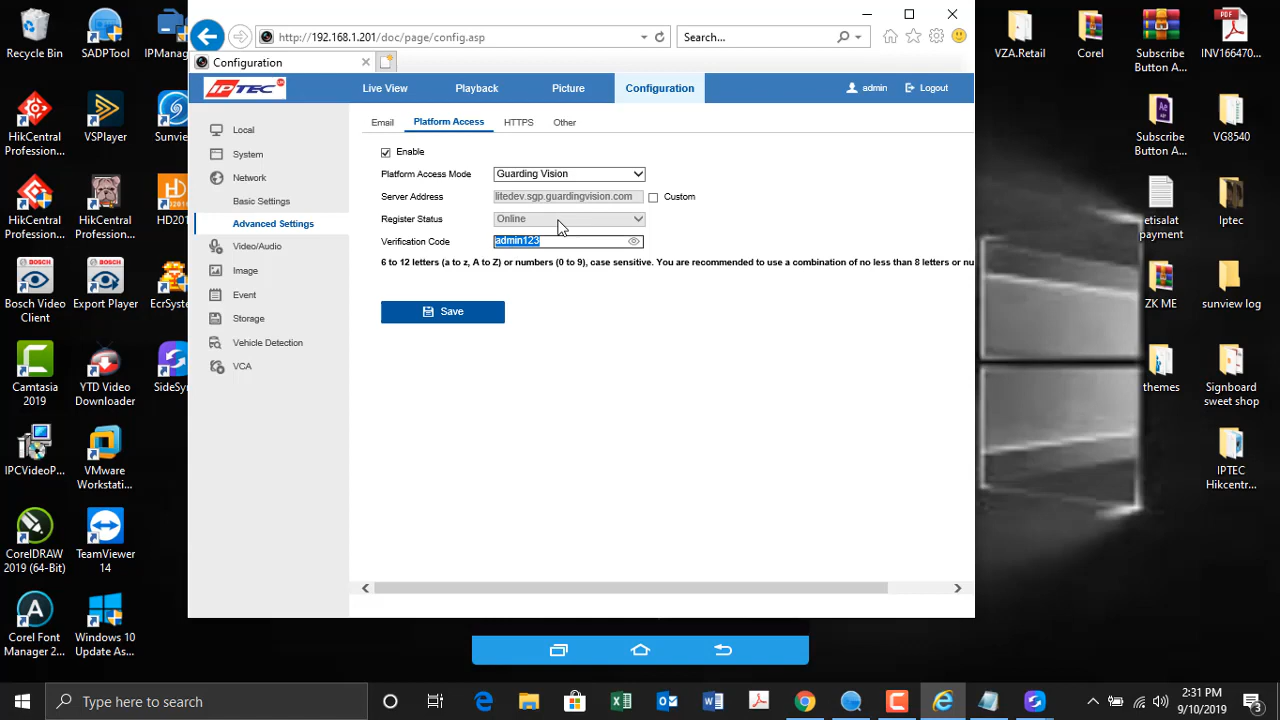 Recycle Bin
SADPTool
IPManag
HikCentral
Profession...
VSPlayer
Sunvie
HikCentral
Profession...
HikCentral
Profession...
HD201
Bosch Video
Client
Export Player
EcrSyste
Camtasia
2019
YTD Video
Downloader
SideSyn
IPCVideoP...
VMware
Workstati...
CorelDRAW
2019 (64-Bit)
TeamViewer
14
Corel Font
Manager 2...
Windows 10
Update As...
http://192.168.1.201/doc/page/config.asp
Search...
Configuration
IPTEC
Live View
Playback
Picture
Configuration
admin
Logout
Local
System
Network
Basic Settings
Advanced Settings
Video/Audio
Image
Event
Storage
Vehicle Detection
VCA
Email
Platform Access
HTTPS
Other
Enable
Platform Access Mode
Guarding Vision
Server Address
litedev.sgp.guardingvision.com
Custom
Register Status
Online
Verification Code
admin123
6 to 12 letters (a to z, A to Z) or numbers (0 to 9), case sensitive. You are recommended to use a combination of no less than 8 letters or nu
Save
VZA.Retail
Corel
Subscribe
Button A...
INV166470...
Subscribe
Button A...
VG8540
etisalat
payment
Iptec
ZK ME
sunview log
themes
Signboard
sweet shop
IPTEC
Hikcentr...
Type here to search
2:31 PM
9/10/2019
3